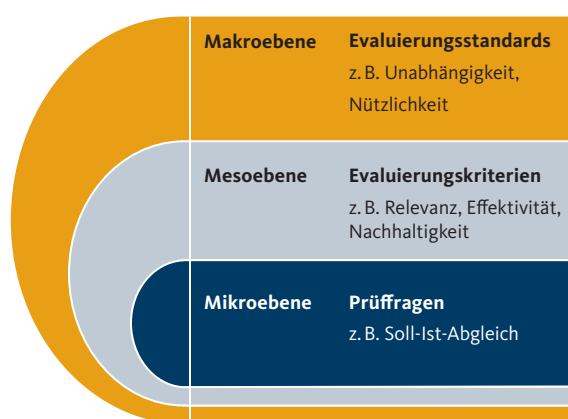 Makroebene Evaluierungsstandards
z. B. Unabhängigkeit,
Nützlichkeit
Mesoebene Evaluierungskriterien
z. B. Relevanz, Effektivität,
Nachhaltigkeit
Mikroebene Prüffragen
z. B. Soll-Ist-Abgleich